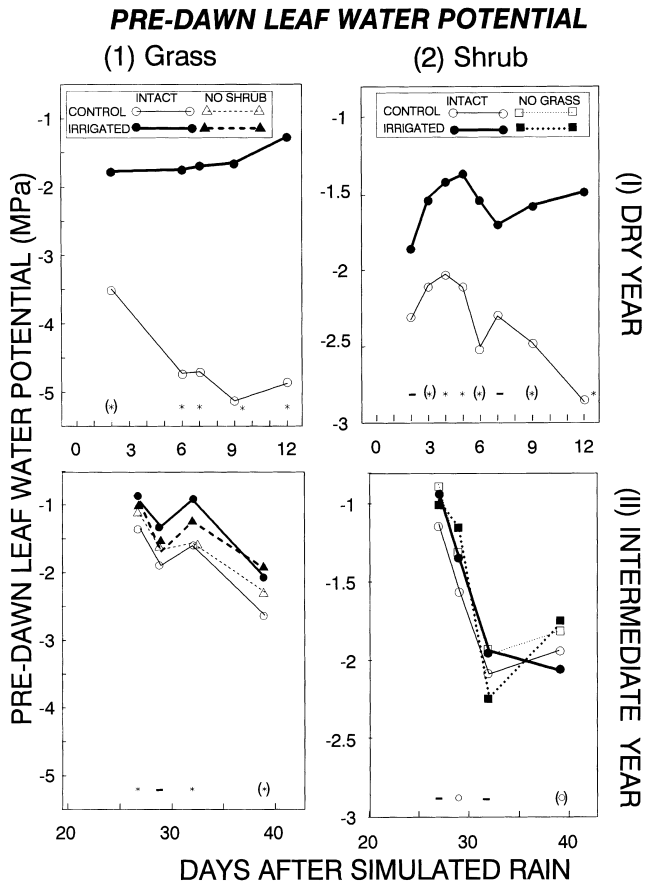 PRE-DAWN LEAF WATER POTENTIAL
(1) Grass
(2) Shrub
INTACT NO SHRUB
CONTROL
IRRIGATED
INTACT NO GRASS
CONTROL
IRRIGATED
PRE-DAWN LEAF WATER POTENTIAL (MPa)
-1
-2
-3
-4
-5
0 3 6 9 12
(*) * * * *
-1
-1.5
-2
-2.5
-3
0 3 6 9 12
- (*) * * (*) - (*) *
(I) DRY YEAR
-1
-2
-3
-4
-5
20 30 40
* - * (*)
-1
-1.5
-2
-2.5
-3
20 30 40
- ○ - (○)
(II) INTERMEDIATE YEAR
DAYS AFTER SIMULATED RAIN